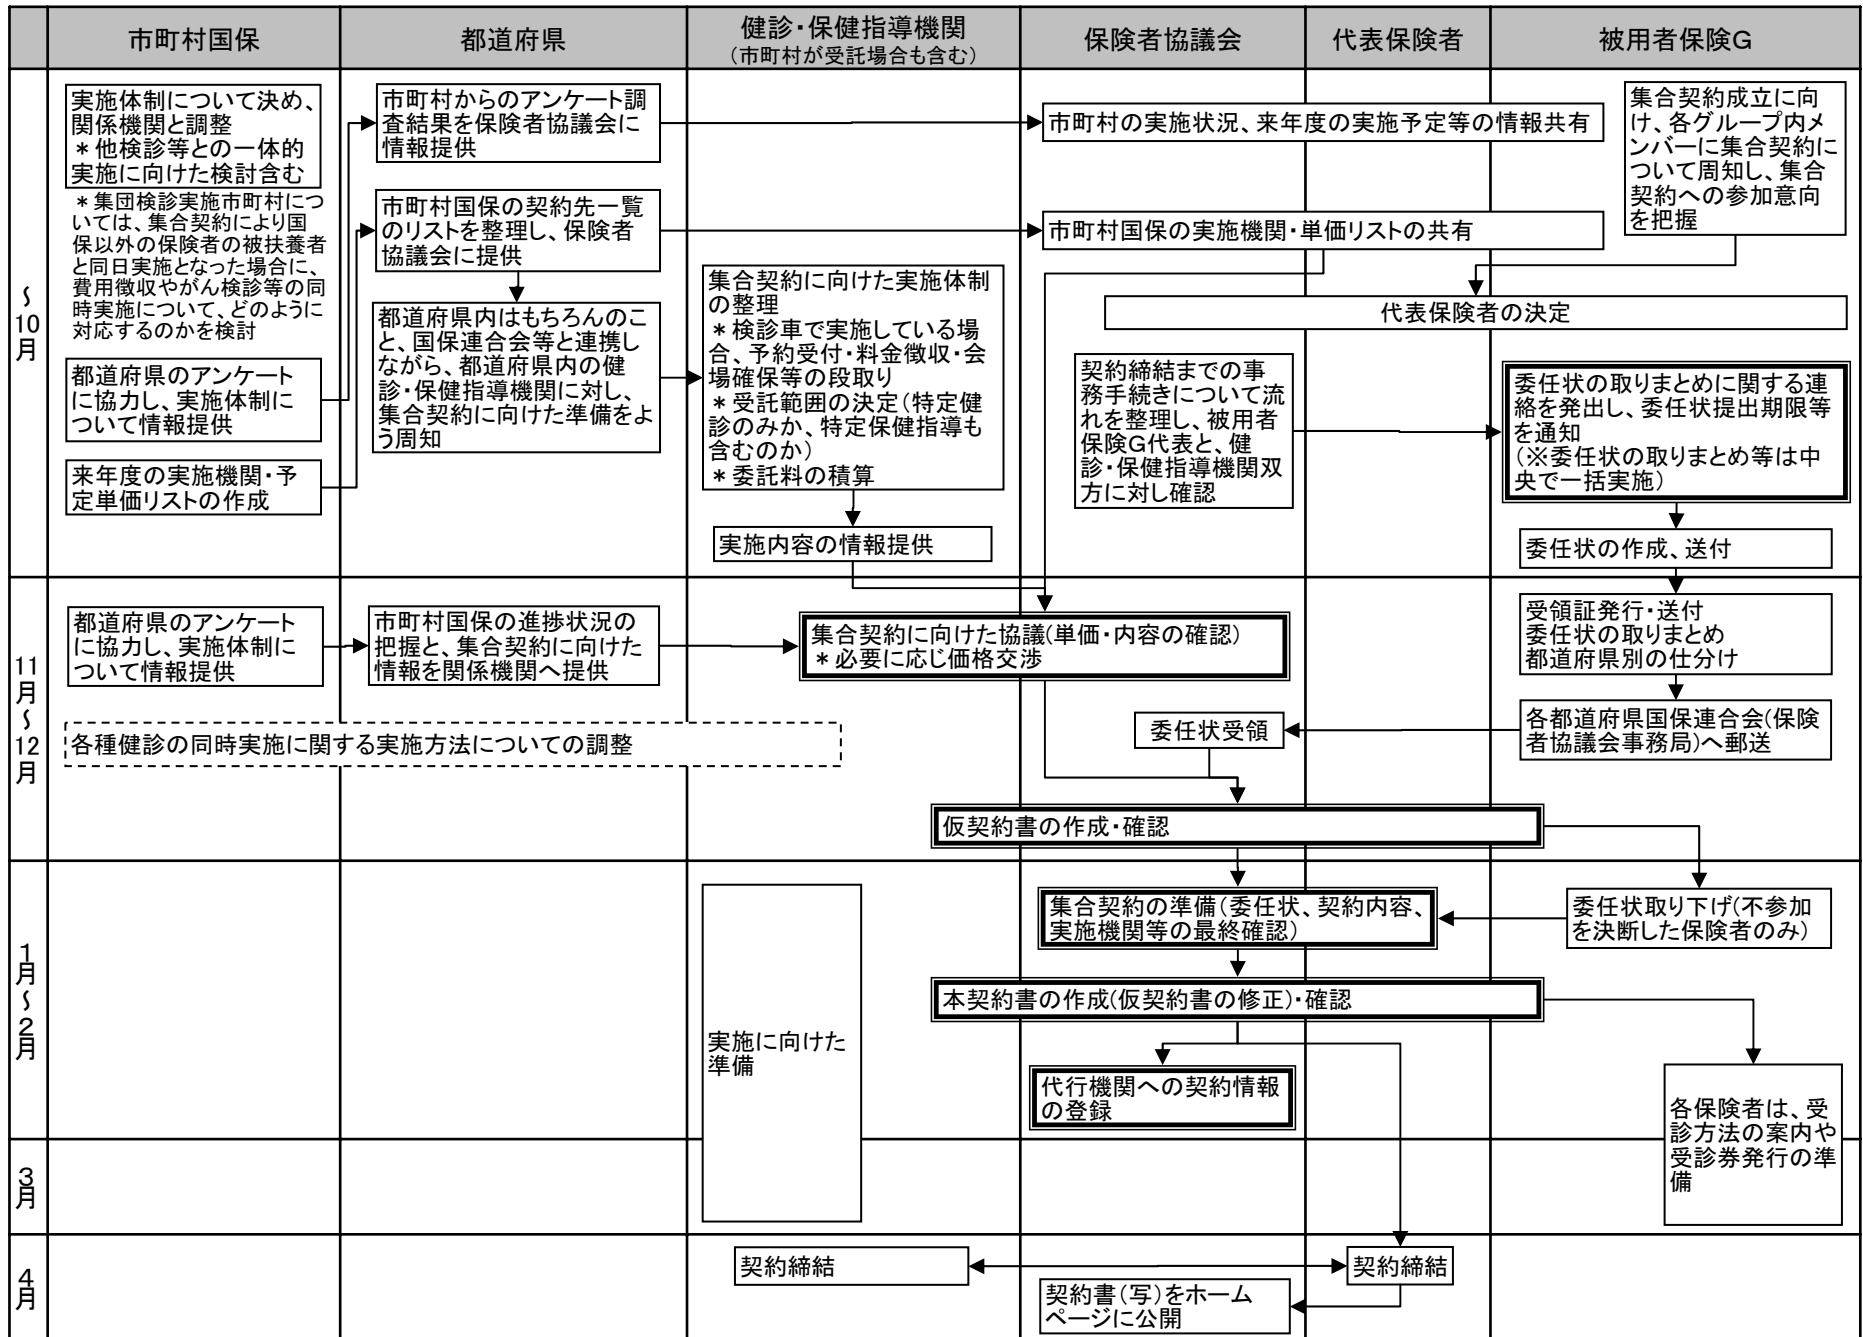 市町村国保
都道府県
健診・保健指導機関
(市町村が受託場合も含む)
保険者協議会
代表保険者
被用者保険G
～10月
実施体制について決め、
関係機関と調整
＊他検診等との一体的
実施に向けた検討含む
＊集団検診実施市町村につ
いては、集合契約により国
保以外の保険者の被扶養者
と同日実施となった場合に、
費用徴収やがん検診等の同
時実施について、どのように
対応するのかを検討
都道府県のアンケート
に協力し、実施体制に
ついて情報提供
来年度の実施機関・予
定単価リストの作成
市町村からのアンケート調
査結果を保険者協議会に
情報提供
市町村国保の契約先一覧
のリストを整理し、保険者
協議会に提供
都道府県内はもちろんのこ
と、国保連合会等と連携し
ながら、都道府県内の健
診・保健指導機関に対し、
集合契約に向けた準備をよ
う周知
集合契約に向けた実施体制
の整理
＊検診車で実施している場
合、予約受付・料金徴収・会
場確保等の段取り
＊受託範囲の決定(特定健
診のみか、特定保健指導も
含むのか)
＊委託料の積算
実施内容の情報提供
市町村の実施状況、来年度の実施予定等の情報共有
市町村国保の実施機関・単価リストの共有
代表保険者の決定
契約締結までの事
務手続きについて流
れを整理し、被用者
保険G代表と、健
診・保健指導機関双
方に対し確認
集合契約成立に向
け、各グループ内メ
ンバーに集合契約に
ついて周知し、集合
契約への参加意向
を把握
委任状の取りまとめに関する連
絡を発出し、委任状提出期限等
を通知
(※委任状の取りまとめ等は中
央で一括実施)
委任状の作成、送付
11月～12月
都道府県のアンケート
に協力し、実施体制に
ついて情報提供
市町村国保の進捗状況の
把握と、集合契約に向けた
情報を関係機関へ提供
集合契約に向けた協議(単価・内容の確認)
＊必要に応じ価格交渉
受領証発行・送付
委任状の取りまとめ
都道府県別の仕分け
各種健診の同時実施に関する実施方法についての調整
委任状受領
各都道府県国保連合会(保険
者協議会事務局)へ郵送
仮契約書の作成・確認
1月～2月
集合契約の準備(委任状、契約内容、
実施機関等の最終確認)
委任状取り下げ(不参加
を決断した保険者のみ)
本契約書の作成(仮契約書の修正)・確認
実施に向けた
準備
代行機関への契約情報
の登録
各保険者は、受
診方法の案内や
受診券発行の準
備
3月
4月
契約締結
契約締結
契約書(写)をホーム
ページに公開